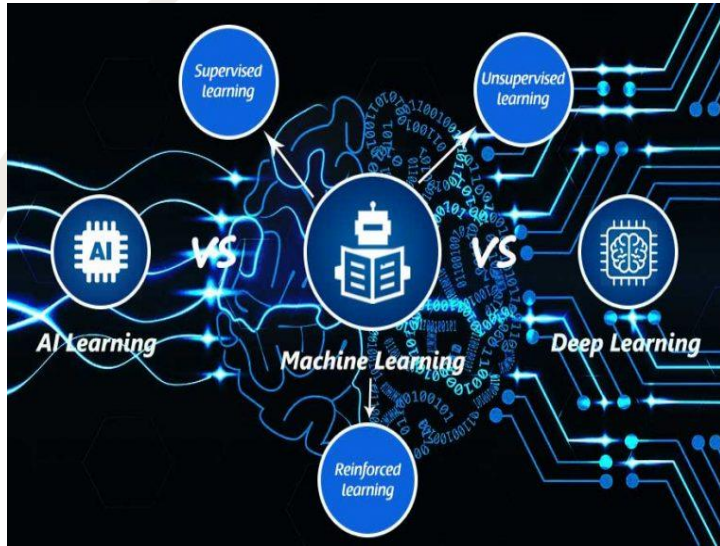 Supervised
learning
Unsupervised
learning
AI
VS
VS
AI Learning
Machine Learning
Deep Learning
Reinforced
learning